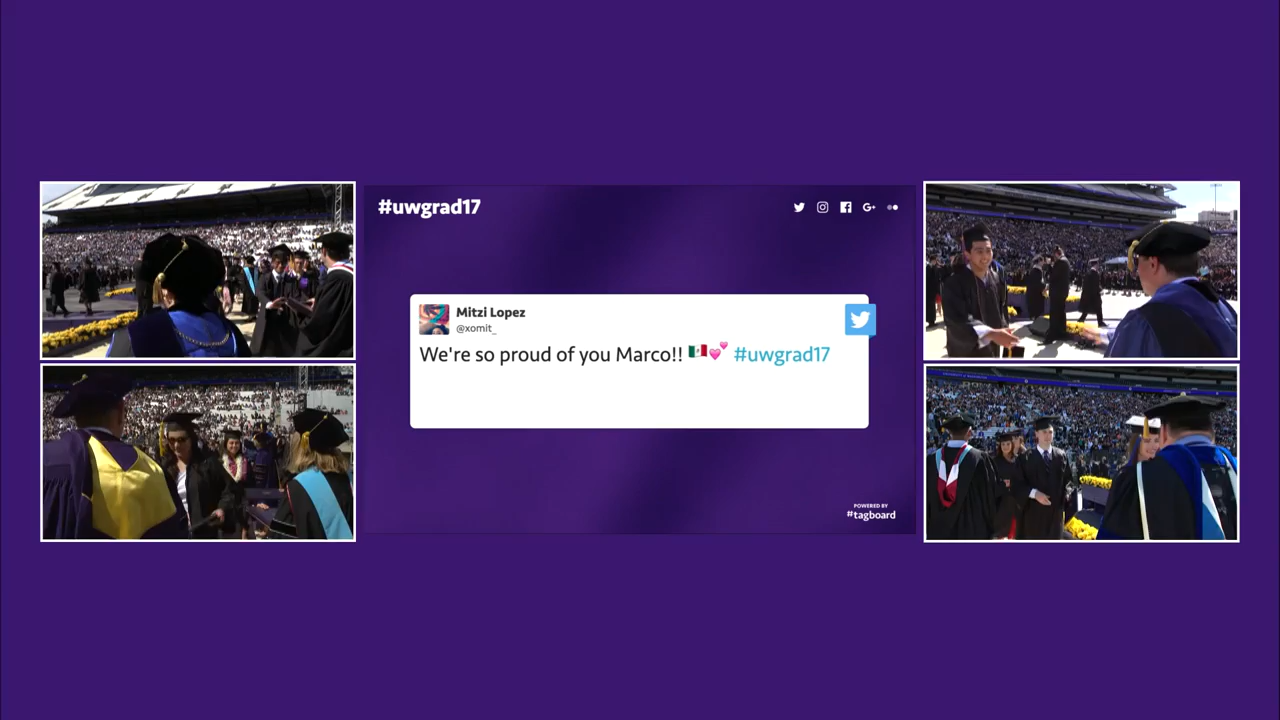 #uwgrad17
Mitzi Lopez
@xomit_
We're so proud of you Marco!! 🇲🇽💕 #uwgrad17
POWERED BY
#tagboard